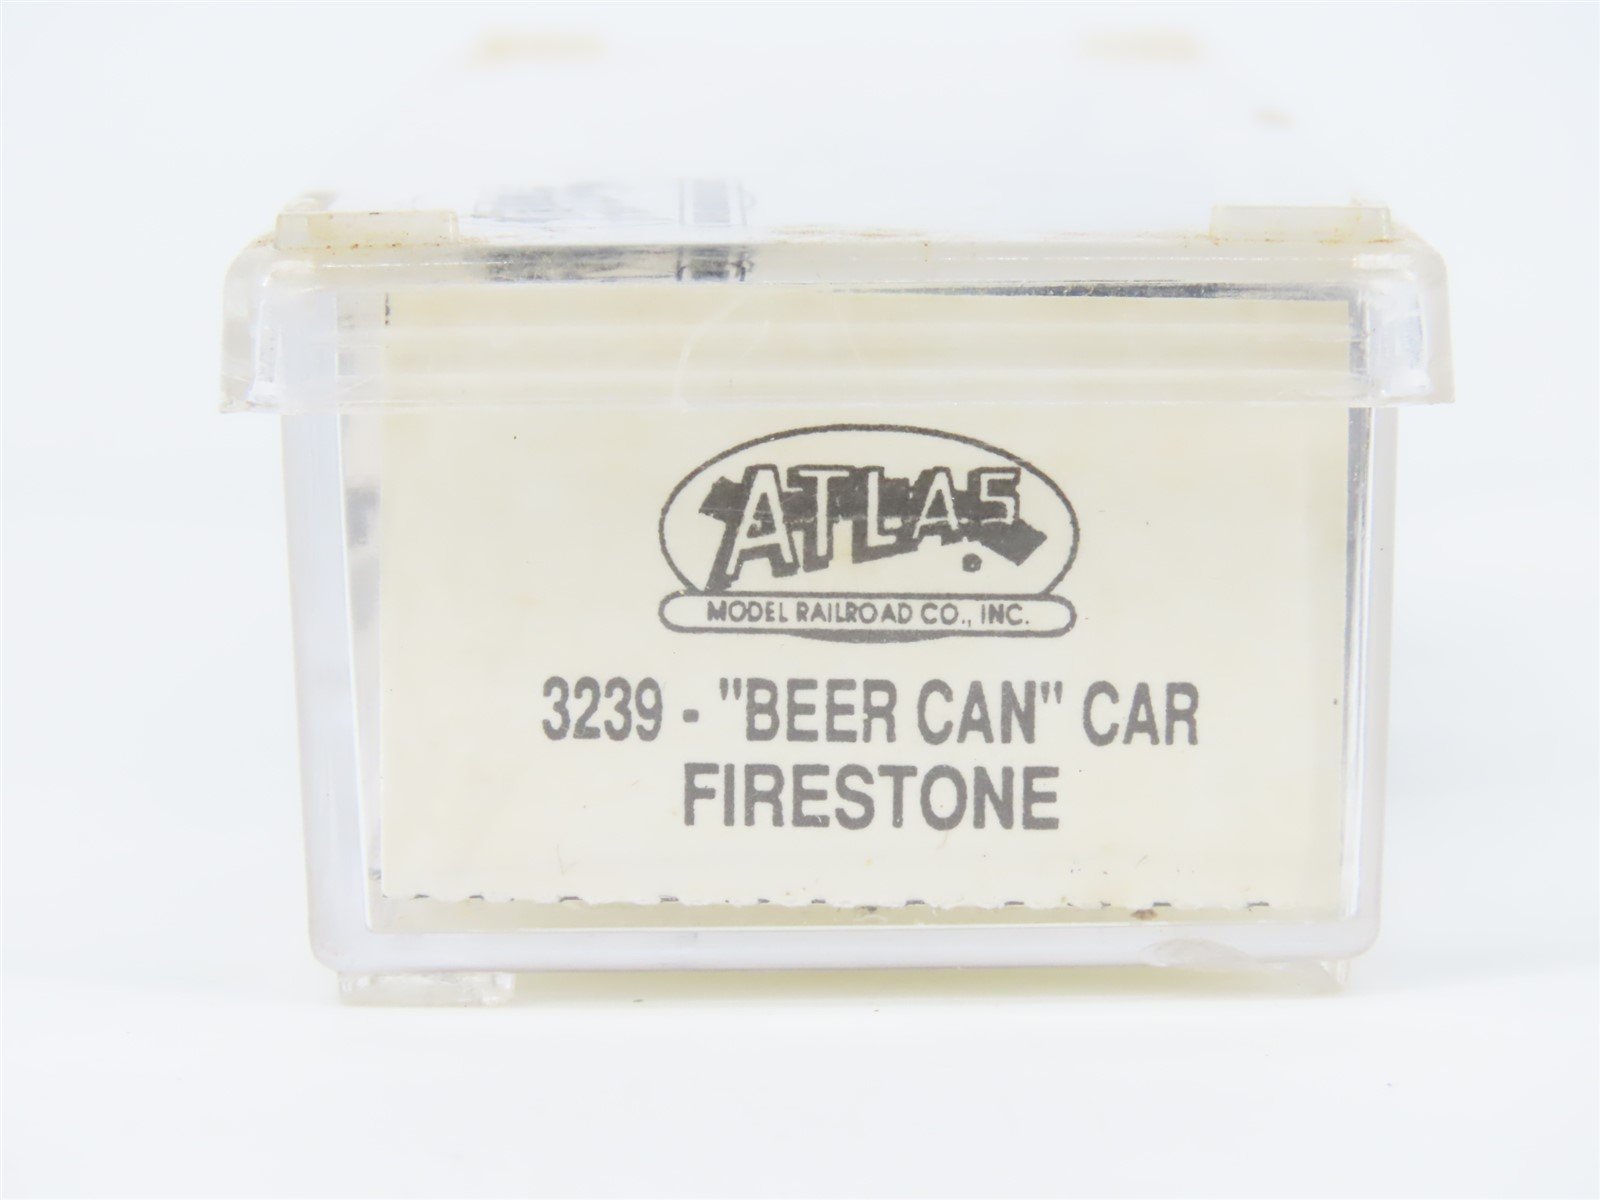 ATLAS.
MODEL RAILROAD CO., INC.
3239 - "BEER CAN" CAR
FIRESTONE